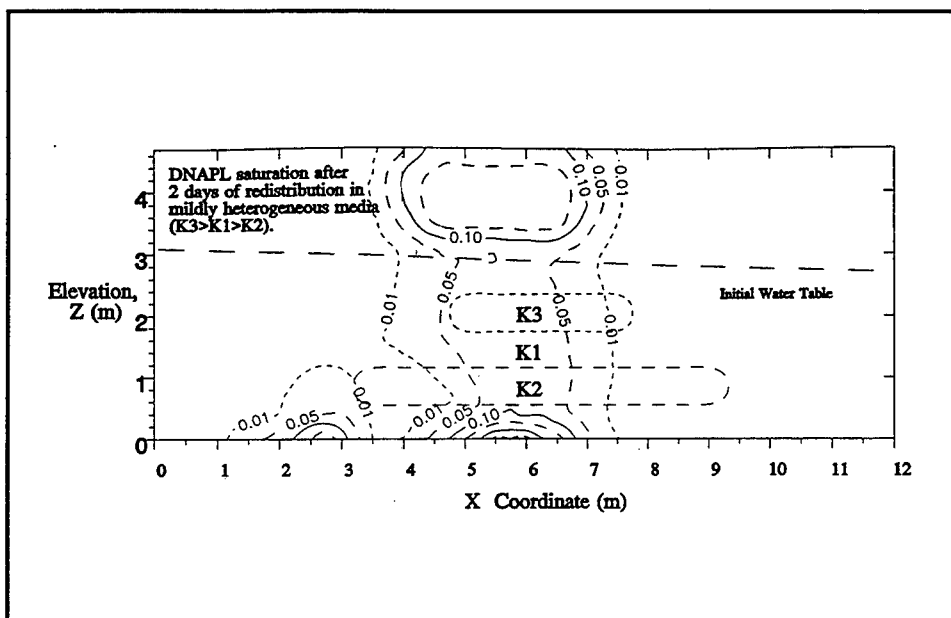 DNAPL saturation after
2 days of redistribution in
mildly heterogeneous media
(K3>K1>K2).
0.10
0.05
0.01
0.10
4
3
Elevation,
Z (m)
2
1
0
Initial Water Table
0.01
0.05
0.05
0.01
K3
K1
K2
0.01
0.05
0.01
0.01
0.05
0.10
0 1 2 3 4 5 6 7 8 9 10 11 12
X Coordinate (m)